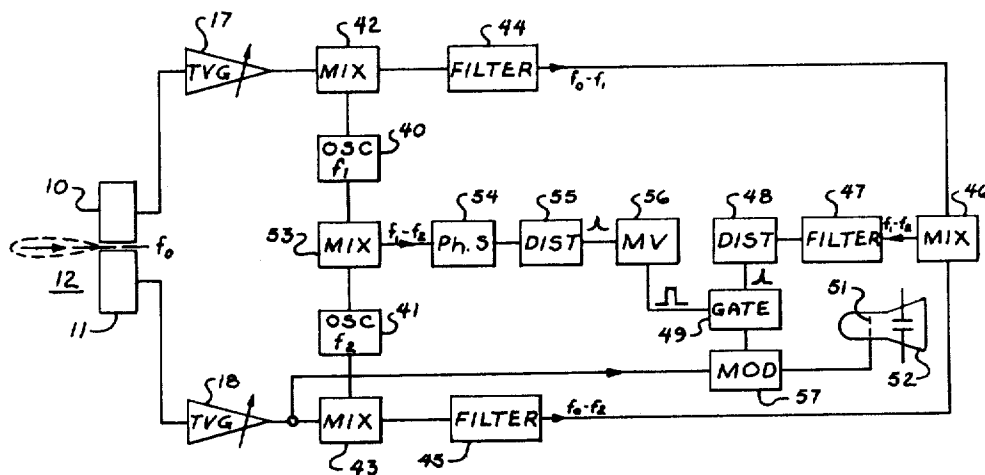 17
TVG
42
MIX
44
FILTER
f₀-f₁
OSC
f₁
40
10
f₀
12
11
53
MIX
f₁-f₂
54
Ph. S
55
DIST
56
MV
48
DIST
47
FILTER
f₁-f₂
46
MIX
49
GATE
51
52
OSC
f₂
41
MOD
57
18
TVG
MIX
43
FILTER
45
f₀-f₂